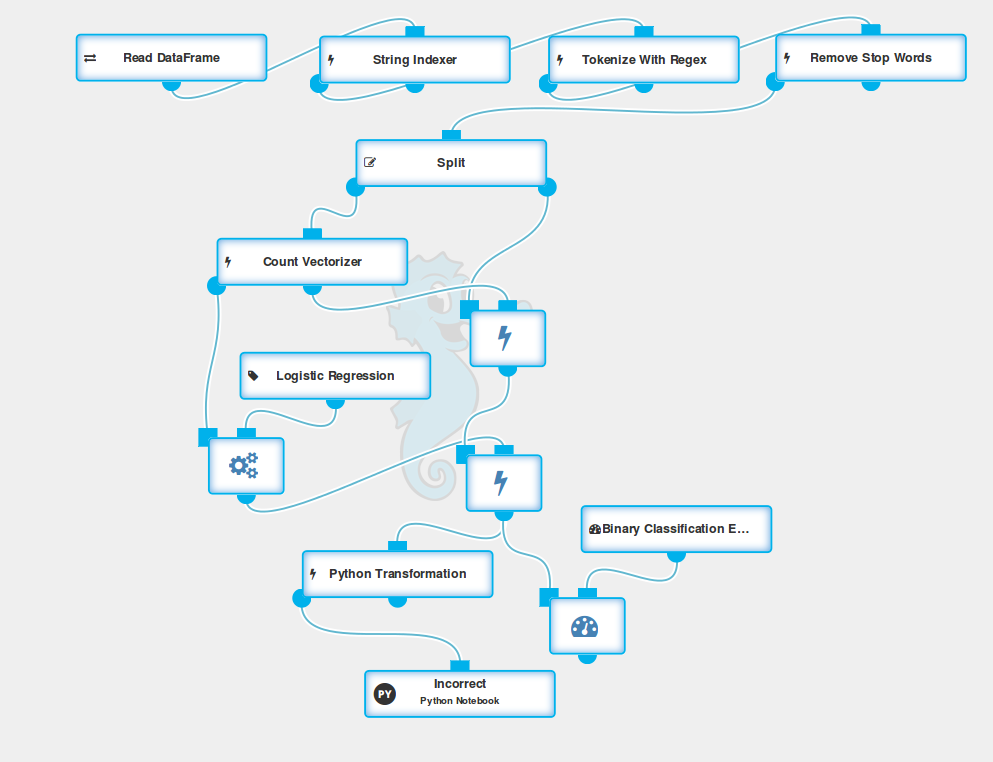 Read DataFrame
String Indexer
Tokenize With Regex
Remove Stop Words
Split
Count Vectorizer
Logistic Regression
Binary Classification E...
Python Transformation
PY
Incorrect
Python Notebook